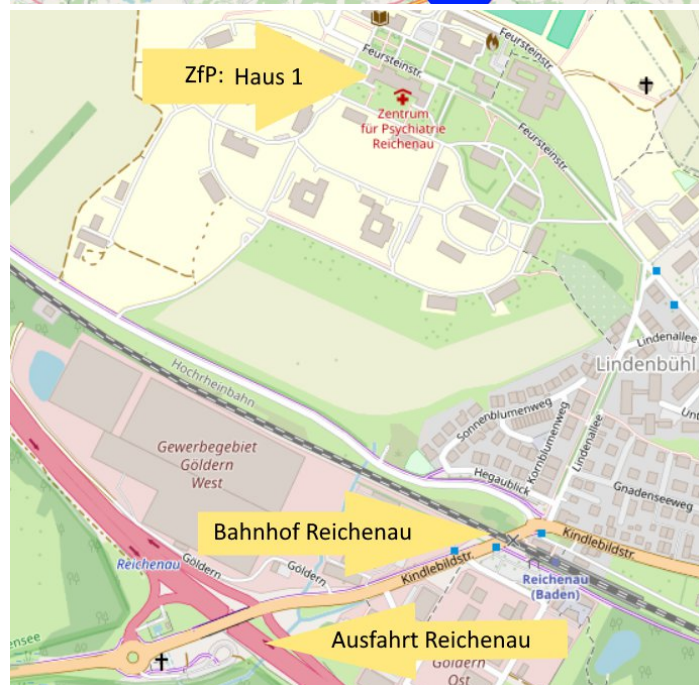 Feursteinstr.
Feursteinstr.
ZfP: Haus 1
Zentrum
für Psychiatrie
Reichenau
Feursteinstr.
Lindenallee
Lindenbühl
Hochrheinbahn
Sonnenblumenweg
Kornblumenweg
Lindenallee
Gewerbegebiet
Göldern
West
Hegaublick
Gnadenseeweg
Bahnhof Reichenau
Kindlebildstr.
Reichenau
Göldern
Göldern
Kindlebildstr.
Reichenau
(Baden)
Ausfahrt Reichenau
Göldern
Ost